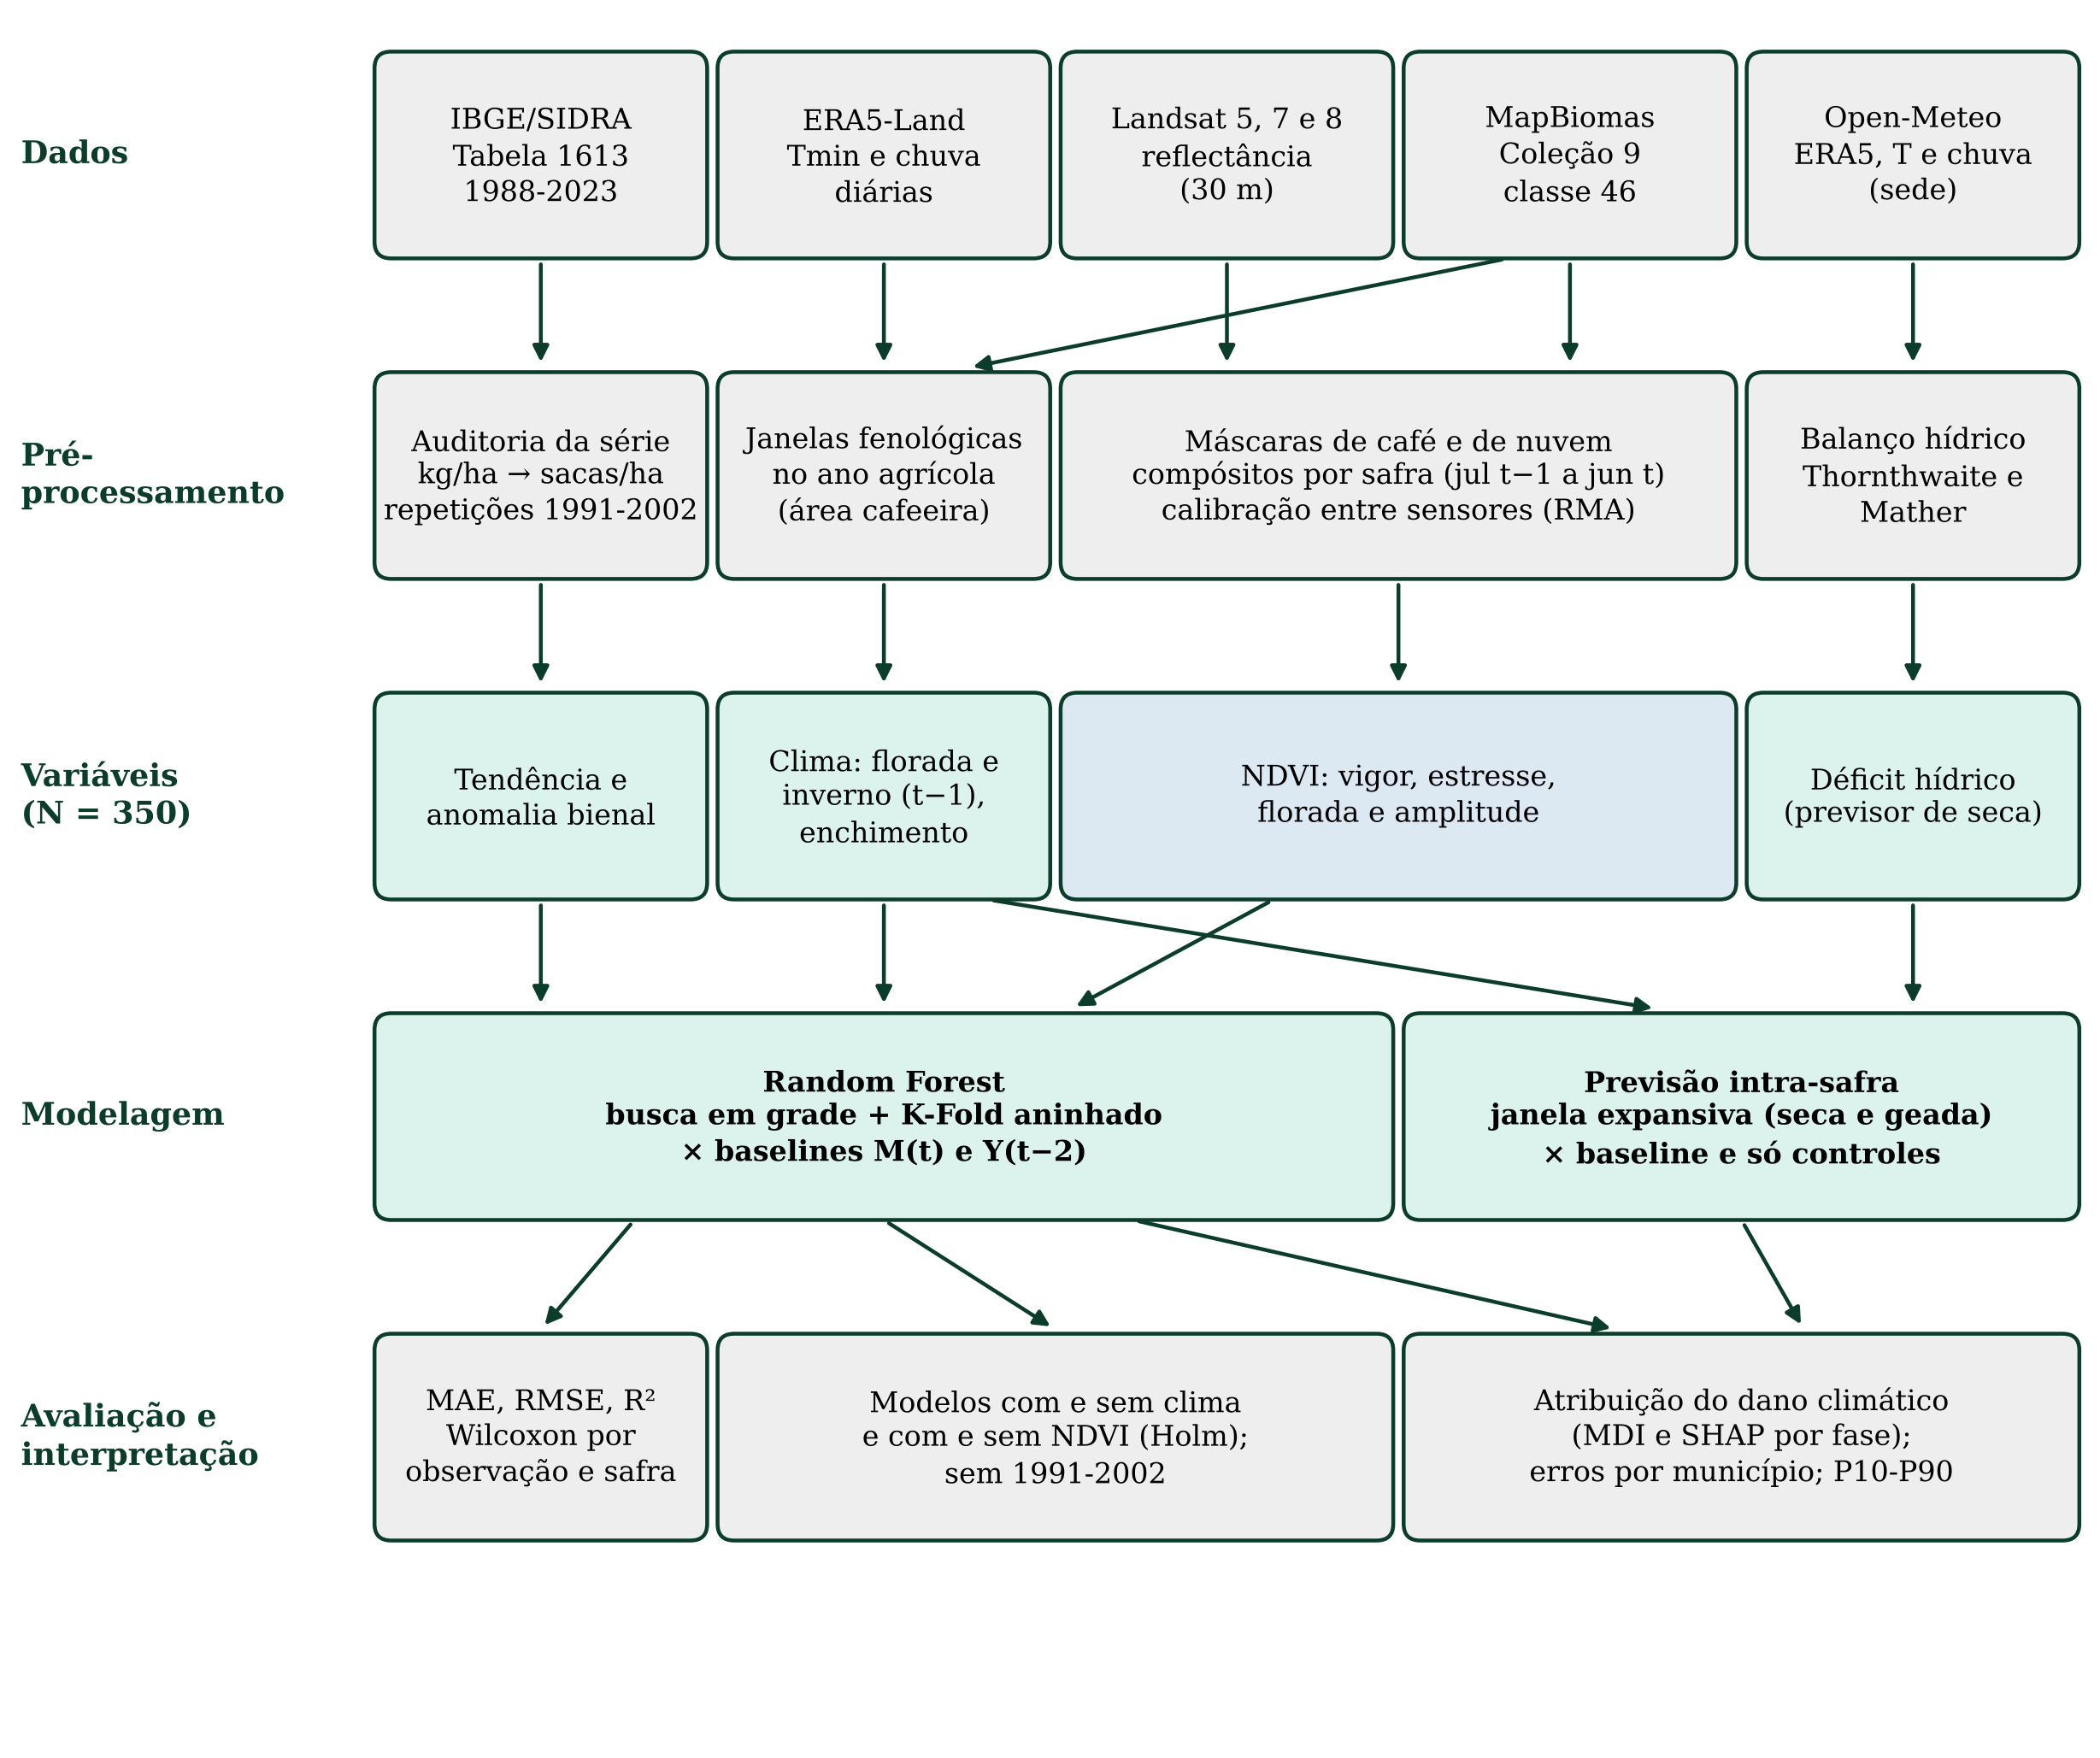 Dados
IBGE/SIDRA
Tabela 1613
1988-2023
ERA5-Land
Tmin e chuva
diárias
Landsat 5, 7 e 8
reflectância
(30 m)
MapBiomas
Coleção 9
classe 46
Open-Meteo
ERA5, T e chuva
(sede)
Pré-
processamento
Auditoria da série
kg/ha → sacas/ha
repetições 1991-2002
Janelas fenológicas
no ano agrícola
(área cafeeira)
Máscaras de café e de nuvem
compósitos por safra (jul t−1 a jun t)
calibração entre sensores (RMA)
Balanço hídrico
Thornthwaite e
Mather
Variáveis
(N = 350)
Tendência e
anomalia bienal
Clima: florada e
inverno (t−1),
enchimento
NDVI: vigor, estresse,
florada e amplitude
Déficit hídrico
(previsor de seca)
Modelagem
Random Forest
busca em grade + K-Fold aninhado
× baselines M(t) e Y(t−2)
Previsão intra-safra
janela expansiva (seca e geada)
× baseline e só controles
Avaliação e
interpretação
MAE, RMSE, R²
Wilcoxon por
observação e safra
Modelos com e sem clima
e com e sem NDVI (Holm);
sem 1991-2002
Atribuição do dano climático
(MDI e SHAP por fase);
erros por município; P10-P90